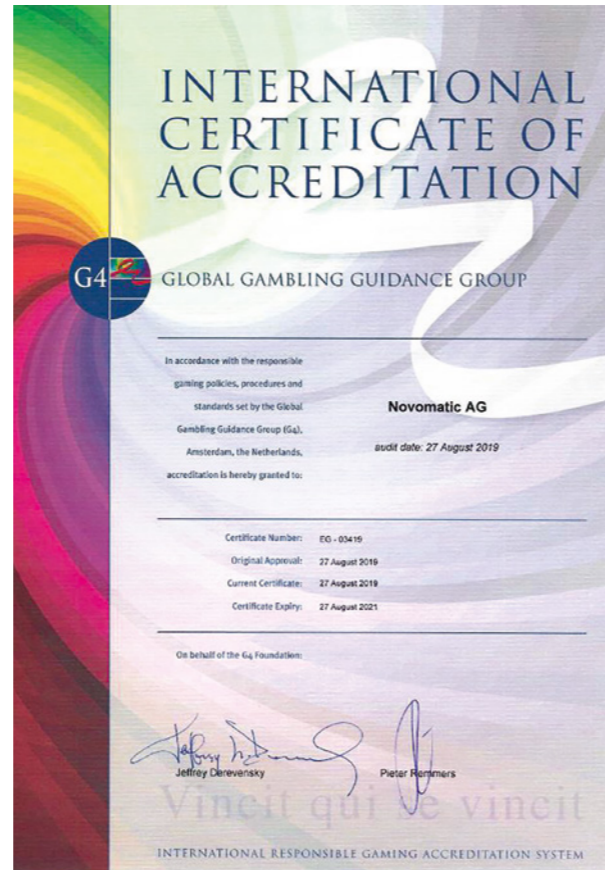 INTERNATIONAL
CERTIFICATE OF
ACCREDITATION
G4
GLOBAL GAMBLING GUIDANCE GROUP
In accordance with the responsible
gaming policies, procedures and
standards set by the Global
Gambling Guidance Group (G4),
Amsterdam, the Netherlands,
accreditation is hereby granted to:
Novomatic AG
audit date: 27 August 2019
Certificate Number: EG - 03419
Original Approval: 27 August 2019
Current Certificate: 27 August 2019
Certificate Expiry: 27 August 2021
On behalf of the G4 Foundation:
Jeffrey Derevensky
Pieter Remmers
Vincit qui se vincit
INTERNATIONAL RESPONSIBLE GAMING ACCREDITATION SYSTEM